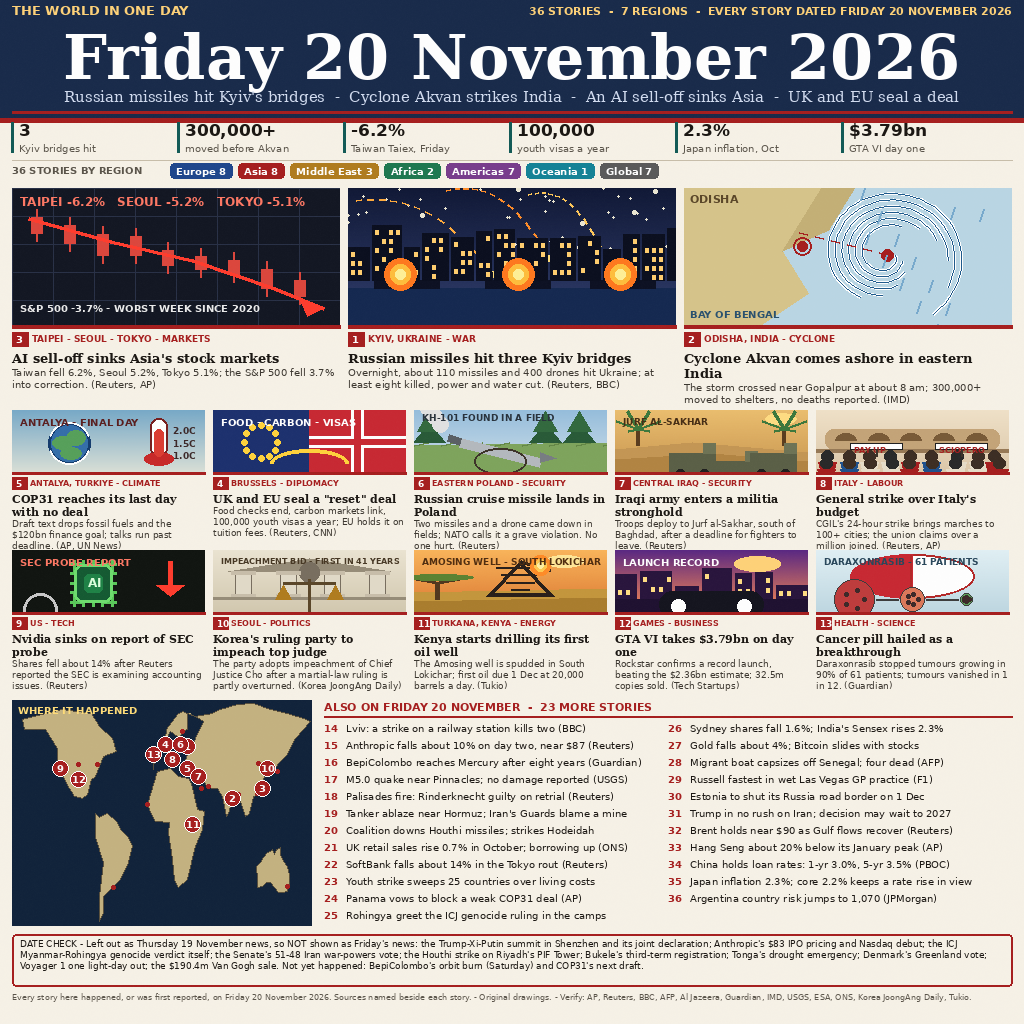 THE WORLD IN ONE DAY
36 STORIES - 7 REGIONS - EVERY STORY DATED FRIDAY 20 NOVEMBER 2026
Friday 20 November 2026
Russian missiles hit Kyiv's bridges - Cyclone Akvan strikes India - An AI sell-off sinks Asia - UK and EU seal a deal
3
Kyiv bridges hit
300,000+
moved before Akvan
-6.2%
Taiwan Taiex, Friday
100,000
youth visas a year
2.3%
Japan inflation, Oct
$3.79bn
GTA VI day one
36 STORIES BY REGION
Europe 8
Asia 8
Middle East 3
Africa 2
Americas 7
Oceania 1
Global 7
TAIPEI -6.2% SEOUL -5.2% TOKYO -5.1%
S&P 500 -3.7% - WORST WEEK SINCE 2020
3 TAIPEI - SEOUL - TOKYO - MARKETS
AI sell-off sinks Asia's stock markets
Taiwan fell 6.2%, Seoul 5.2%, Tokyo 5.1%; the S&P 500 fell 3.7%
into correction. (Reuters, AP)
1 KYIV, UKRAINE - WAR
Russian missiles hit three Kyiv bridges
Overnight, about 110 missiles and 400 drones hit Ukraine; at
least eight killed, power and water cut. (Reuters, BBC)
ODISHA
BAY OF BENGAL
2 ODISHA, INDIA - CYCLONE
Cyclone Akvan comes ashore in eastern
India
The storm crossed near Gopalpur at about 8 am; 300,000+
moved to shelters, no deaths reported. (IMD)
ANTALYA - FINAL DAY
2.0C
1.5C
1.0C
5 ANTALYA, TURKIYE - CLIMATE
COP31 reaches its last day
with no deal
Draft text drops fossil fuels and the
$120bn finance goal; talks run past
deadline. (AP, UN News)
FOOD - CARBON - VISAS
4 BRUSSELS - DIPLOMACY
UK and EU seal a "reset" deal
Food checks end, carbon markets link,
100,000 youth visas a year; EU holds it on
tuition fees. (Reuters, CNN)
KH-101 FOUND IN A FIELD
6 EASTERN POLAND - SECURITY
Russian cruise missile lands in
Poland
Two missiles and a drone came down in
fields; NATO calls it a grave violation. No
one hurt. (Reuters)
JURF AL-SAKHAR
7 CENTRAL IRAQ - SECURITY
Iraqi army enters a militia
stronghold
Troops deploy to Jurf al-Sakhar, south of
Baghdad, after a deadline for fighters to
leave. (Reuters)
8 ITALY - LABOUR
General strike over Italy's
budget
CGIL's 24-hour strike brings marches to
100+ cities; the union claims over a
million joined. (Reuters, AP)
SEC PROBE REPORT
AI
9 US - TECH
Nvidia sinks on report of SEC
probe
Shares fell about 14% after Reuters
reported the SEC is examining accounting
issues. (Reuters)
IMPEACHMENT BID - FIRST IN 41 YEARS
10 SEOUL - POLITICS
Korea's ruling party to
impeach top judge
The party adopts impeachment of Chief
Justice Cho after a martial-law ruling is
partly overturned. (Korea JoongAng Daily)
AMOSING WELL - SOUTH LOKICHAR
11 TURKANA, KENYA - ENERGY
Kenya starts drilling its first
oil well
The Amosing well is spudded in South
Lokichar; first oil due 1 Dec at 20,000
barrels a day. (Tukio)
LAUNCH RECORD
12 GAMES - BUSINESS
GTA VI takes $3.79bn on day
one
Rockstar confirms a record launch,
beating the $2.36bn estimate; 32.5m
copies sold. (Tech Startups)
DARAXONRASIB - 61 PATIENTS
13 HEALTH - SCIENCE
Cancer pill hailed as a
breakthrough
Daraxonrasib stopped tumours growing in
90% of 61 patients; tumours vanished in 1
in 12. (Guardian)
WHERE IT HAPPENED
13
4
6
8
9
12
5
7
10
3
2
11
ALSO ON FRIDAY 20 NOVEMBER - 23 MORE STORIES
14 Lviv: a strike on a railway station kills two (BBC)
15 Anthropic falls about 10% on day two, near $87 (Reuters)
16 BepiColombo reaches Mercury after eight years (Guardian)
17 M5.0 quake near Pinnacles; no damage reported (USGS)
18 Palisades fire: Rinderknecht guilty on retrial (Reuters)
19 Tanker ablaze near Hormuz; Iran's Guards blame a mine
20 Coalition downs Houthi missiles; strikes Hodeidah
21 UK retail sales rise 0.7% in October; borrowing up (ONS)
22 SoftBank falls about 14% in the Tokyo rout (Reuters)
23 Youth strike sweeps 25 countries over living costs
24 Panama vows to block a weak COP31 deal (AP)
25 Rohingya greet the ICJ genocide ruling in the camps
26 Sydney shares fall 1.6%; India's Sensex rises 2.3%
27 Gold falls about 4%; Bitcoin slides with stocks
28 Migrant boat capsizes off Senegal; four dead (AFP)
29 Russell fastest in wet Las Vegas GP practice (F1)
30 Estonia to shut its Russia road border on 1 Dec
31 Trump in no rush on Iran; decision may wait to 2027
32 Brent holds near $90 as Gulf flows recover (Reuters)
33 Hang Seng about 20% below its January peak (AP)
34 China holds loan rates: 1-yr 3.0%, 5-yr 3.5% (PBOC)
35 Japan inflation 2.3%; core 2.2% keeps a rate rise in view
36 Argentina country risk jumps to 1,070 (JPMorgan)
DATE CHECK - Left out as Thursday 19 November news, so NOT shown as Friday's news: the Trump-Xi-Putin summit in Shenzhen and its joint declaration; Anthropic's $83 IPO pricing and Nasdaq debut; the ICJ
Myanmar-Rohingya genocide verdict itself; the Senate's 51-48 Iran war-powers vote; the Houthi strike on Riyadh's PIF Tower; Bukele's third-term registration; Tonga's drought emergency; Denmark's Greenland vote;
Voyager 1 one light-day out; the $190.4m Van Gogh sale. Not yet happened: BepiColombo's orbit burn (Saturday) and COP31's next draft.
Every story here happened, or was first reported, on Friday 20 November 2026. Sources named beside each story. - Original drawings. - Verify: AP, Reuters, BBC, AFP, Al Jazeera, Guardian, IMD, USGS, ESA, ONS, Korea JoongAng Daily, Tukio.